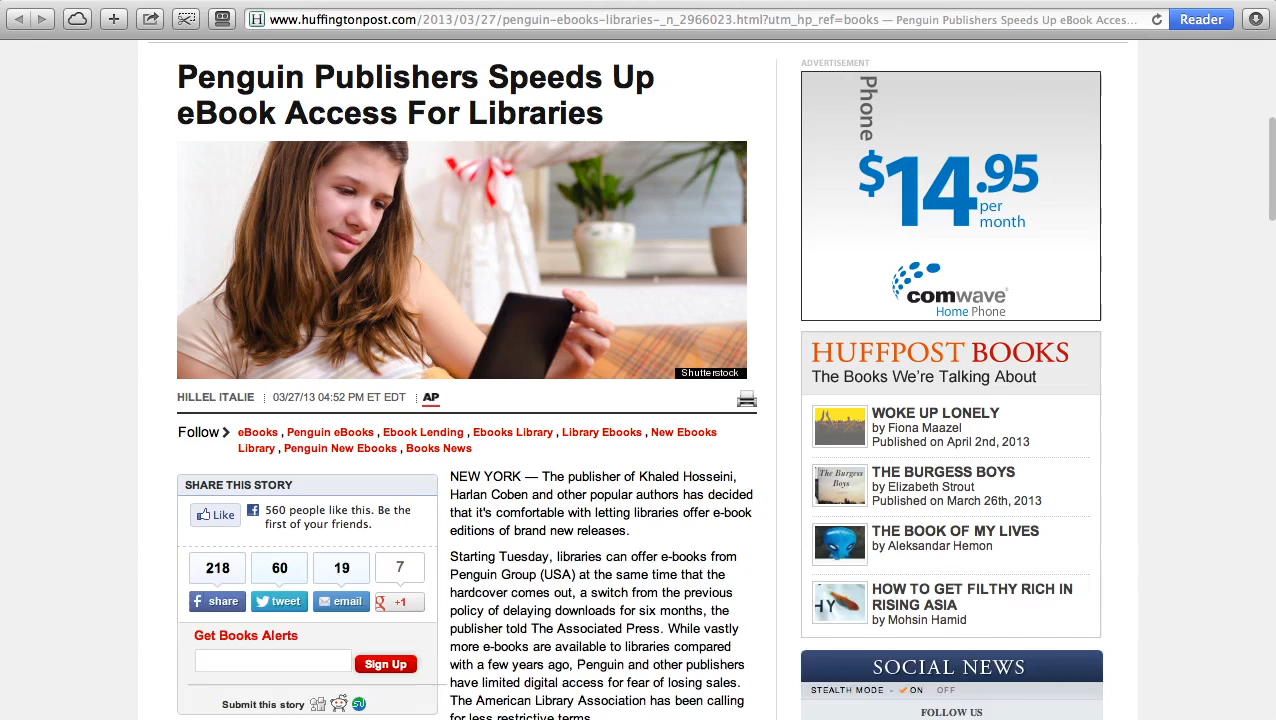 www.huffingtonpost.com/2013/03/27/penguin-ebooks-libraries-_n_2966023.html?utm_hp_ref=books — Penguin Publishers Speeds Up eBook Acces...
Reader
Penguin Publishers Speeds Up
eBook Access For Libraries
Shutterstock
HILLEL ITALIE 03/27/13 04:52 PM ET EDT AP
Follow
eBooks , Penguin eBooks , Ebook Lending , Ebooks Library , Library Ebooks , New Ebooks
Library , Penguin New Ebooks , Books News
SHARE THIS STORY
Like
560 people like this. Be the
first of your friends.
218 60 19 7
share tweet email +1
Get Books Alerts
Sign Up
Submit this story
NEW YORK — The publisher of Khaled Hosseini,
Harlan Coben and other popular authors has decided
that it's comfortable with letting libraries offer e-book
editions of brand new releases.
Starting Tuesday, libraries can offer e-books from
Penguin Group (USA) at the same time that the
hardcover comes out, a switch from the previous
policy of delaying downloads for six months, the
publisher told The Associated Press. While vastly
more e-books are available to libraries compared
with a few years ago, Penguin and other publishers
have limited digital access for fear of losing sales.
The American Library Association has been calling
for less restrictive terms.
ADVERTISEMENT
Phone
$14.95
per
month
comwave
Home Phone
HUFFPOST BOOKS
The Books We're Talking About
WOKE UP LONELY
by Fiona Maazel
Published on April 2nd, 2013
The Burgess
Boys
THE BURGESS BOYS
by Elizabeth Strout
Published on March 26th, 2013
THE BOOK OF MY LIVES
by Aleksandar Hemon
HY
HOW TO GET FILTHY RICH IN
RISING ASIA
by Mohsin Hamid
SOCIAL NEWS
STEALTH MODE - ON OFF
FOLLOW US